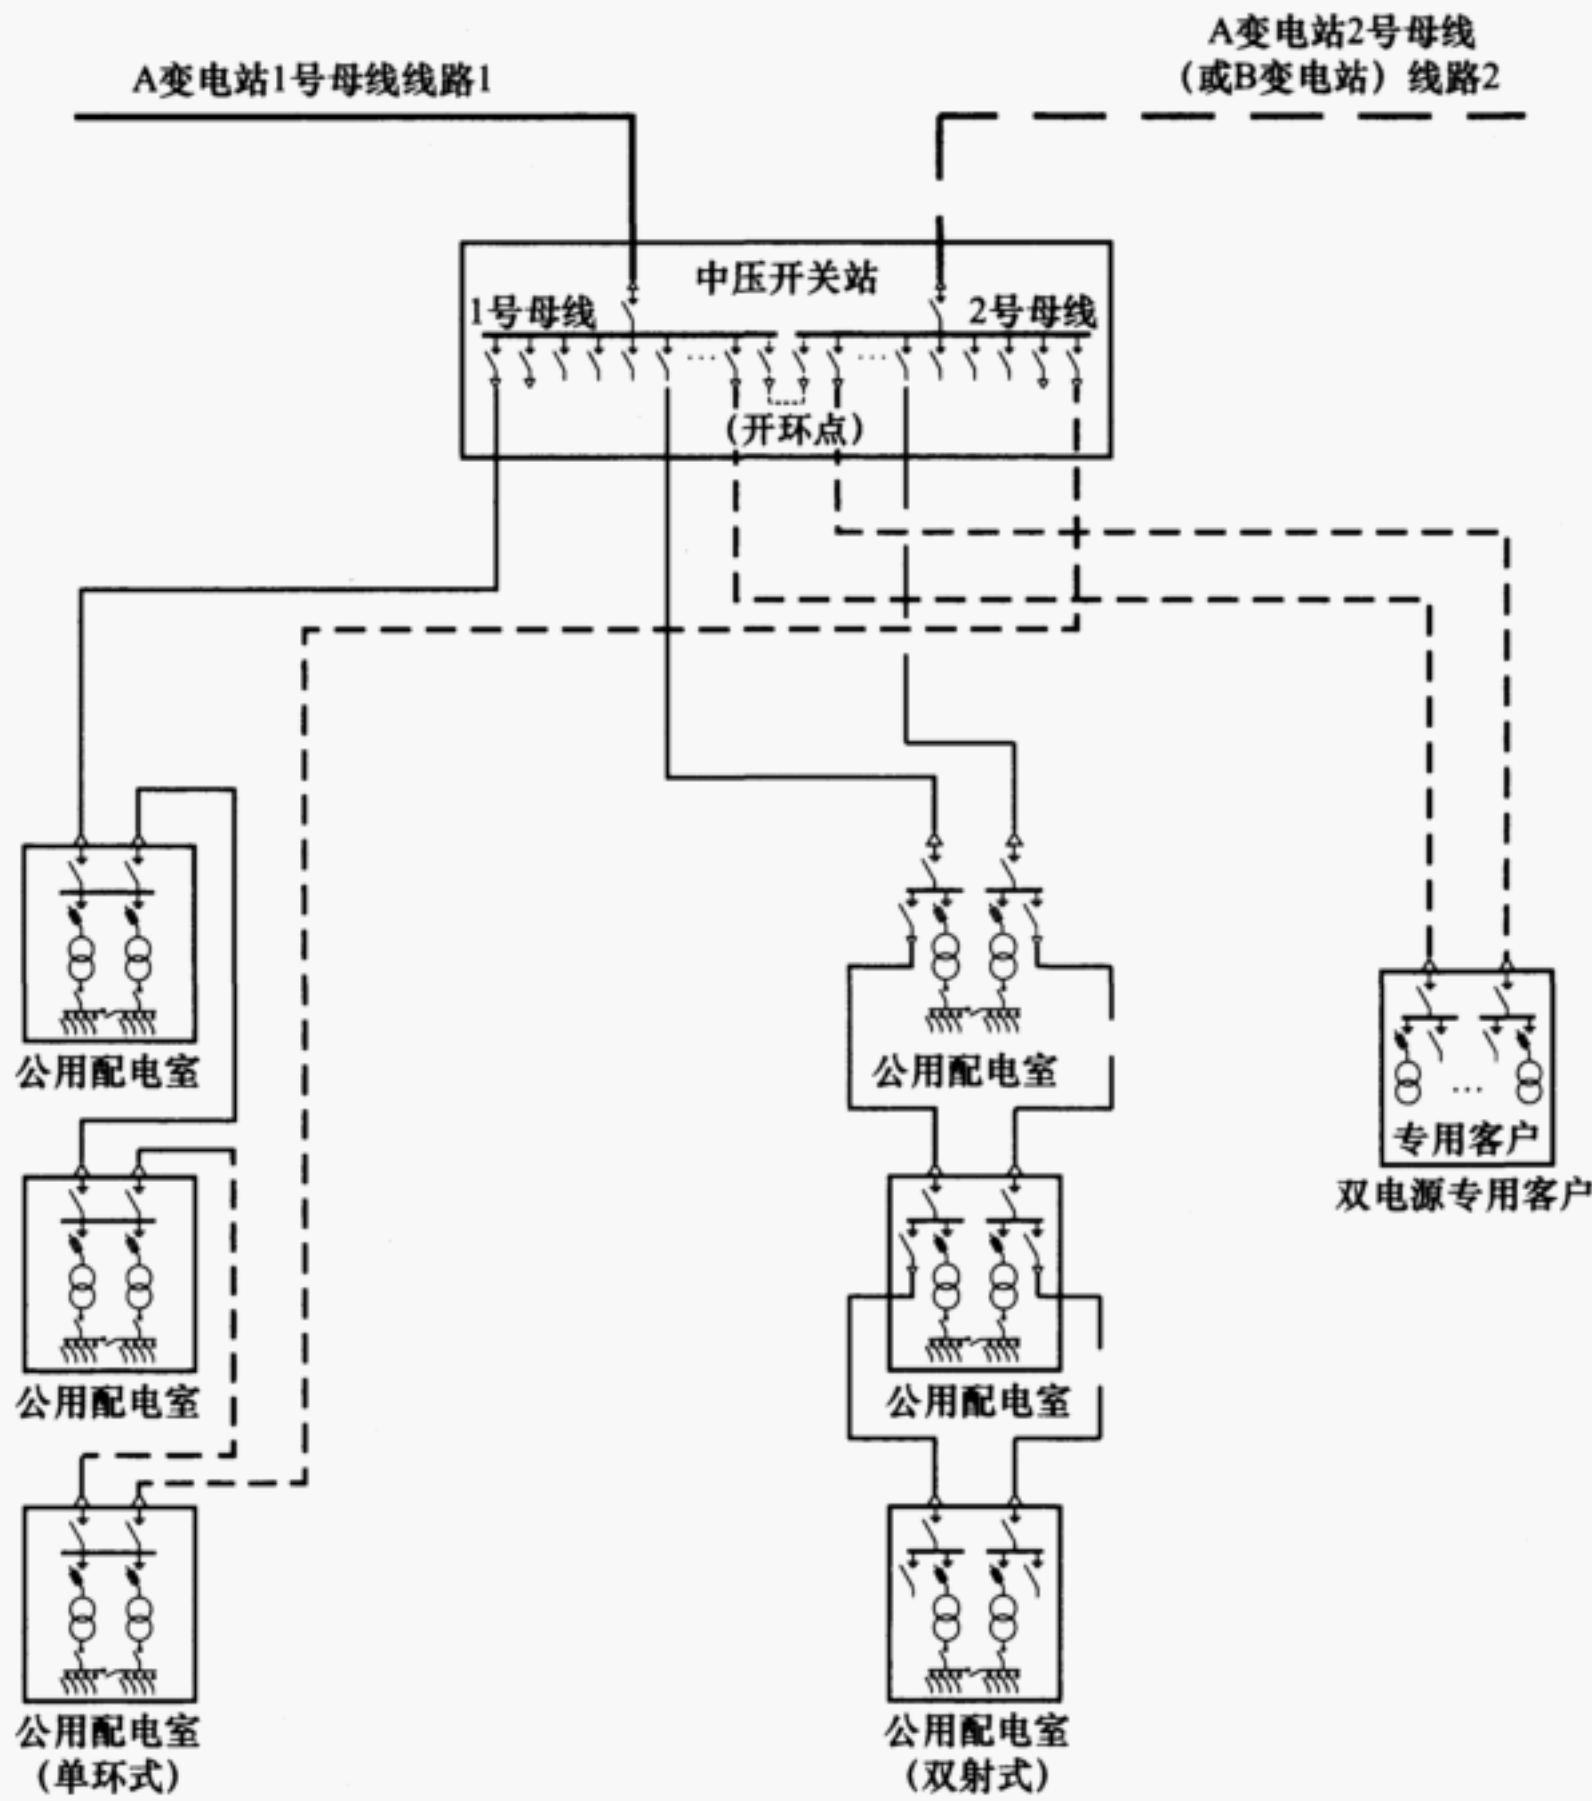 A变电站1号母线线路1
A变电站2号母线
（或B变电站）线路2
中压开关站
1号母线
2号母线
（开环点）
公用配电室
公用配电室
专用客户
双电源专用客户
公用配电室
公用配电室
公用配电室
（单环式）
公用配电室
（双射式）